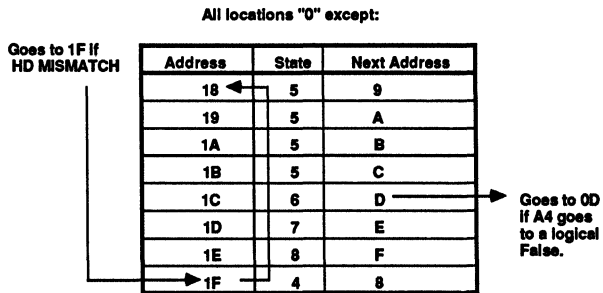 All locations "0" except:
Goes to 1F if
HD MISMATCH
Address State Next Address
18 5 9
19 5 A
1A 5 B
1B 5 C
1C 6 D
1D 7 E
1E 8 F
1F 4 8
Goes to 0D
if A4 goes
to a logical
False.